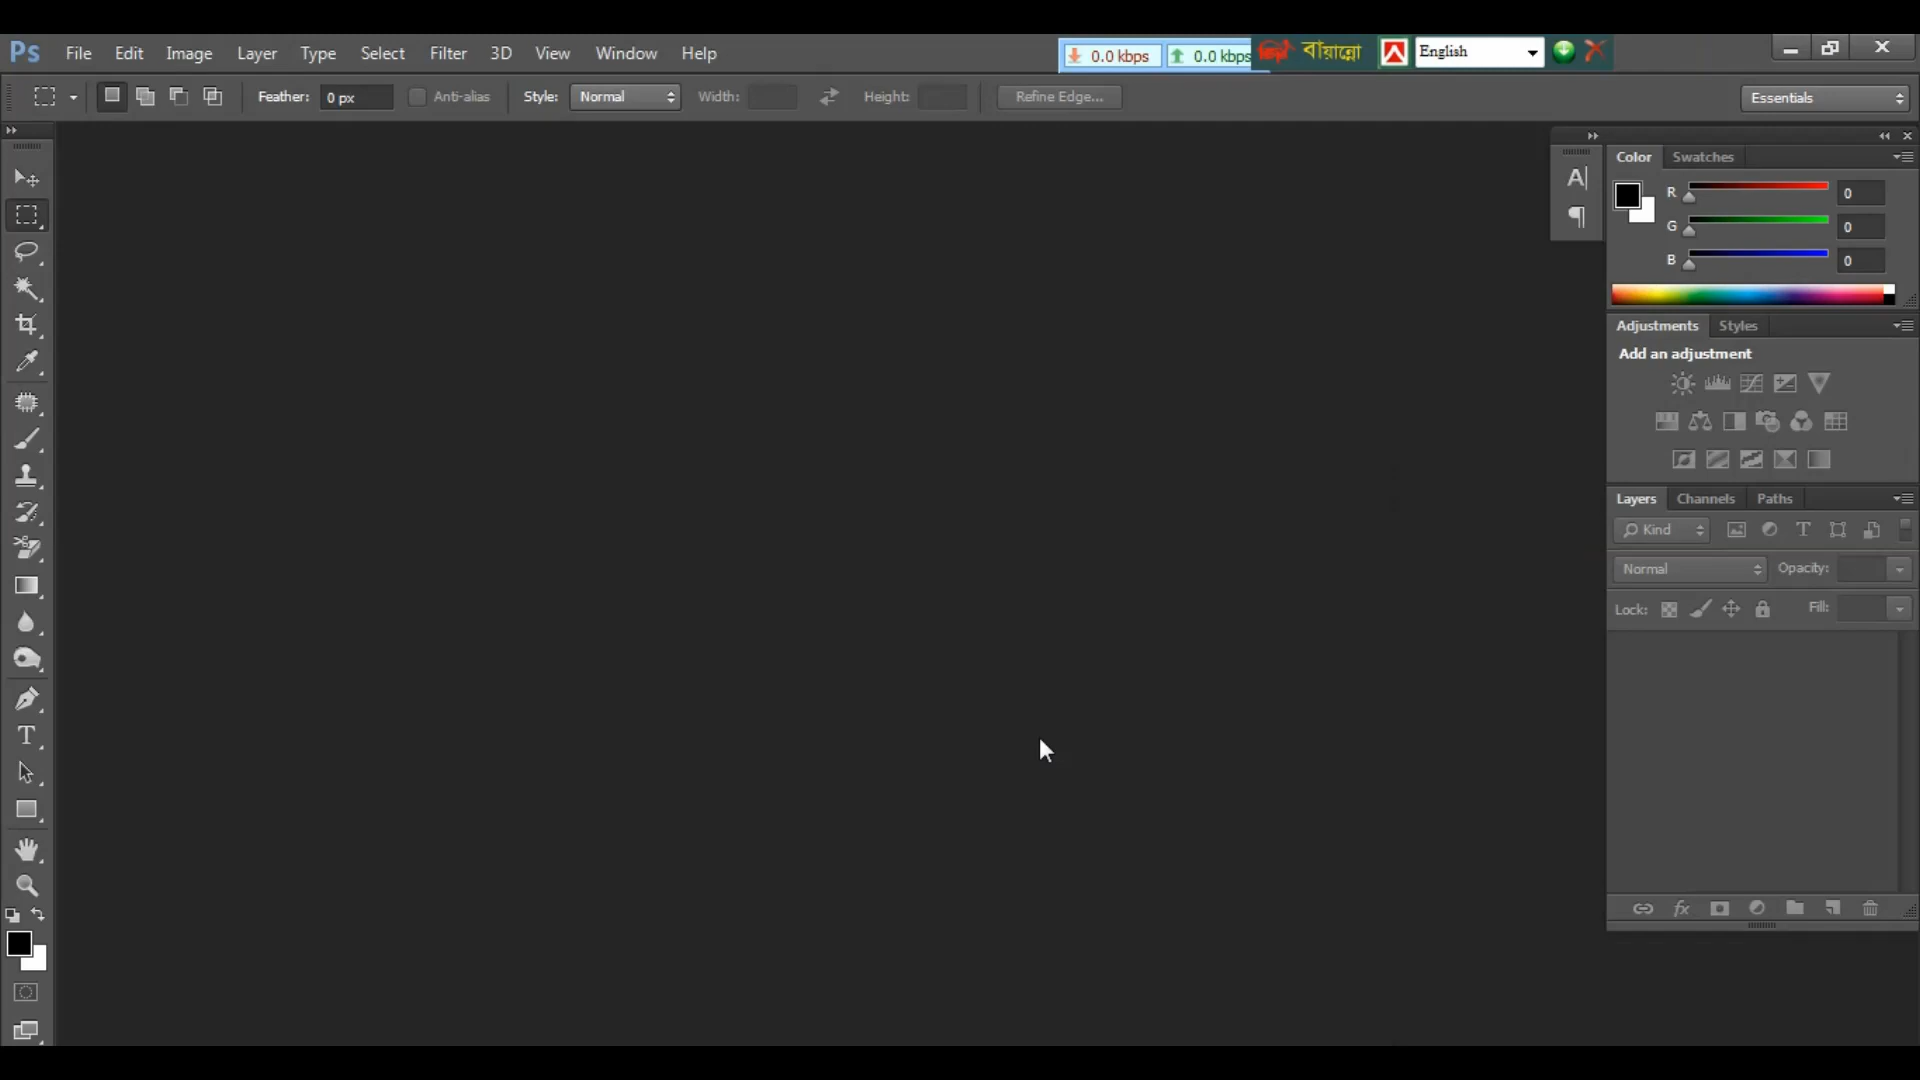 Ps File Edit Image Layer Type Select Filter 3D View Window Help
0.0 kbps 0.0 kbps বায়ান্নো English
Feather: 0 px Anti-alias Style: Normal Width: Height: Refine Edge... Essentials
Color Swatches
R 0
G 0
B 0
Adjustments Styles
Add an adjustment
Layers Channels Paths
Kind
Normal Opacity:
Lock: Fill: